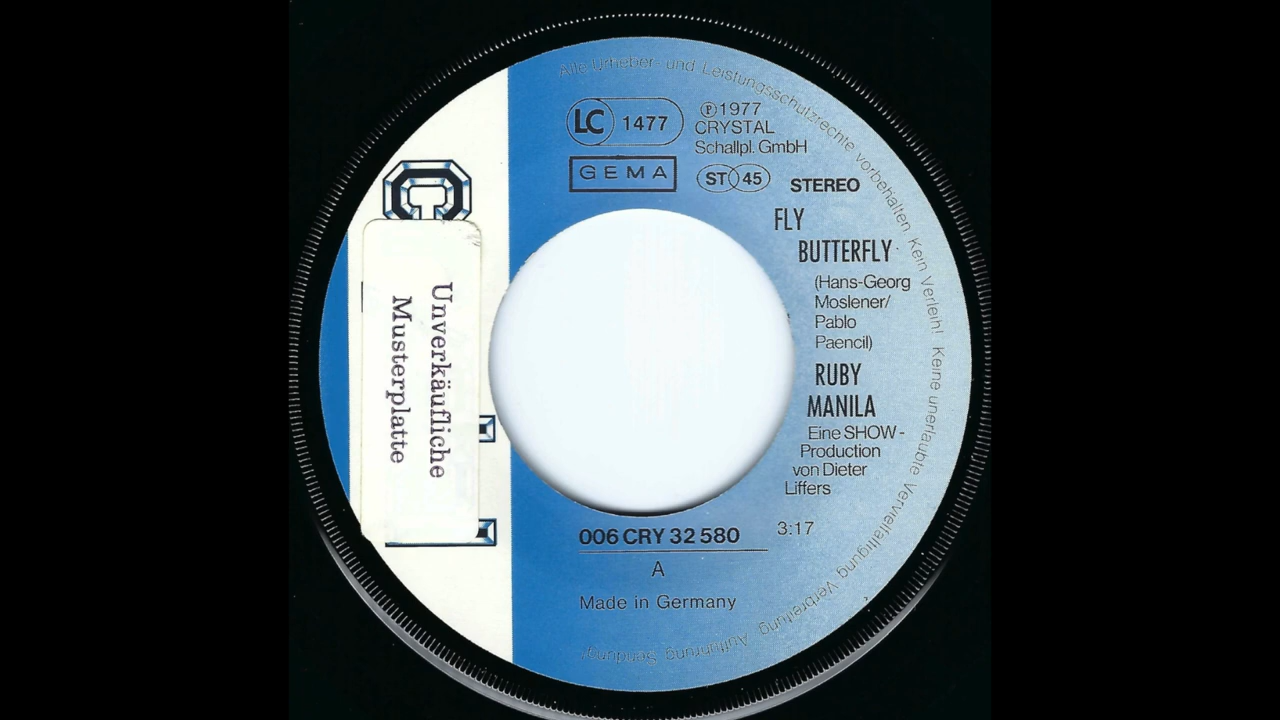 Alle Urheber- und Leistungsschutzrechte vorbehalten Kein Verleih! Keine unerlaubte Vervielfältigung Verbreitung Aufführung Sendung!
LC 1477
GEMA
℗1977
CRYSTAL
Schallpl. GmbH
ST 45
STEREO
FLY
BUTTERFLY
(Hans-Georg
Moslener/
Pablo
Paencil)
RUBY
MANILA
Eine SHOW-
Production
von Dieter
Liffers
006 CRY 32 580
3:17
A
Made in Germany
C
Unverkäufliche
Musterplatte